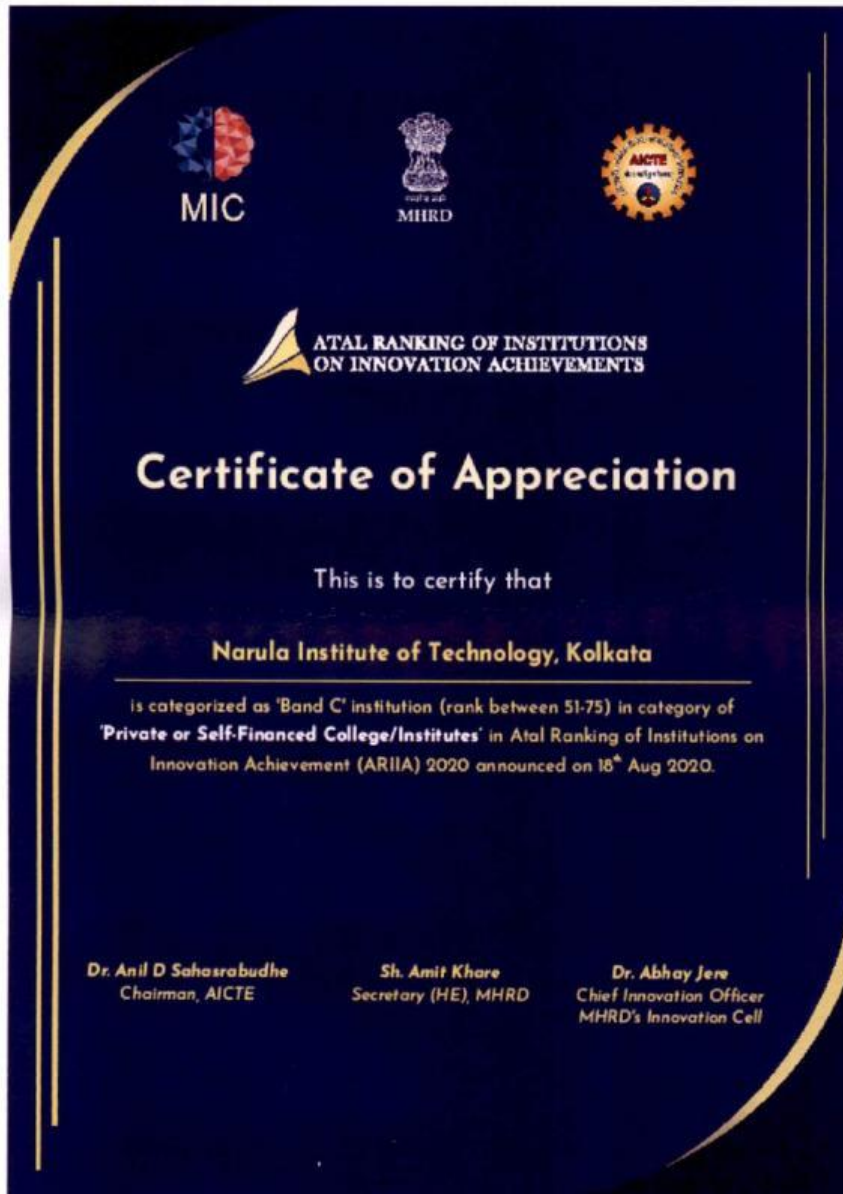 MIC
MHRD
AICTE
ATAL RANKING OF INSTITUTIONS
ON INNOVATION ACHIEVEMENTS
Certificate of Appreciation
This is to certify that
Narula Institute of Technology, Kolkata
is categorized as 'Band C' institution (rank between 51-75) in category of
'Private or Self-Financed College/Institutes' in Atal Ranking of Institutions on
Innovation Achievement (ARIIA) 2020 announced on 18th Aug 2020.
Dr. Anil D Sahasrabudhe
Chairman, AICTE
Sh. Amit Khare
Secretary (HE), MHRD
Dr. Abhay Jere
Chief Innovation Officer
MHRD's Innovation Cell